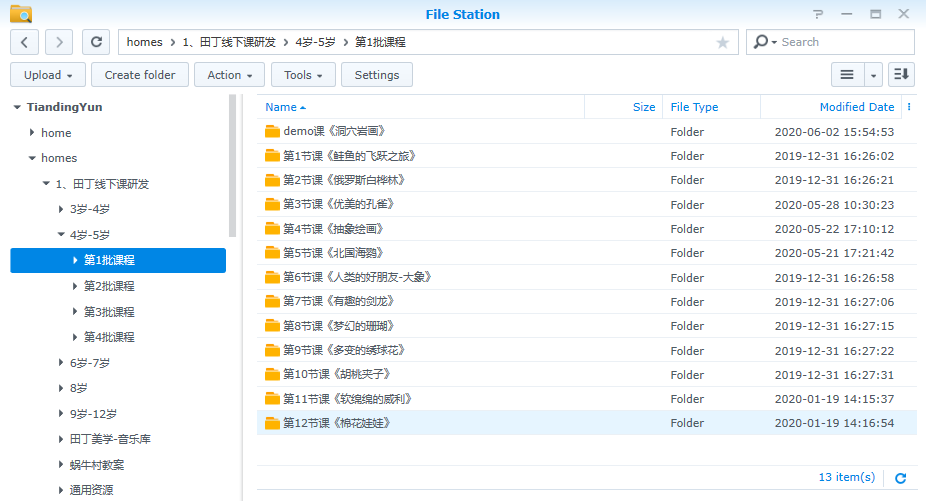 File Station
homes > 1、田丁线下课研发 > 4岁-5岁 > 第1批课程
Search
Upload
Create folder
Action
Tools
Settings
TiandingYun
home
homes
1、田丁线下课研发
3岁-4岁
4岁-5岁
第1批课程
第2批课程
第3批课程
第4批课程
6岁-7岁
8岁
9岁-12岁
田丁美学-音乐库
蜗牛村教案
通用资源
Name Size File Type Modified Date
demo课《洞穴岩画》 Folder 2020-06-02 15:54:53
第1节课《鲑鱼的飞跃之旅》 Folder 2019-12-31 16:26:02
第2节课《俄罗斯白桦林》 Folder 2019-12-31 16:26:21
第3节课《优美的孔雀》 Folder 2020-05-28 10:30:23
第4节课《抽象绘画》 Folder 2020-05-22 17:10:12
第5节课《北国海鹦》 Folder 2020-05-21 17:21:42
第6节课《人类的好朋友-大象》 Folder 2019-12-31 16:26:58
第7节课《有趣的剑龙》 Folder 2019-12-31 16:27:06
第8节课《梦幻的珊瑚》 Folder 2019-12-31 16:27:15
第9节课《多变的绣球花》 Folder 2019-12-31 16:27:22
第10节课《胡桃夹子》 Folder 2019-12-31 16:27:31
第11节课《软绵绵的威利》 Folder 2020-01-19 14:15:37
第12节课《棉花娃娃》 Folder 2020-01-19 14:16:54
13 item(s)